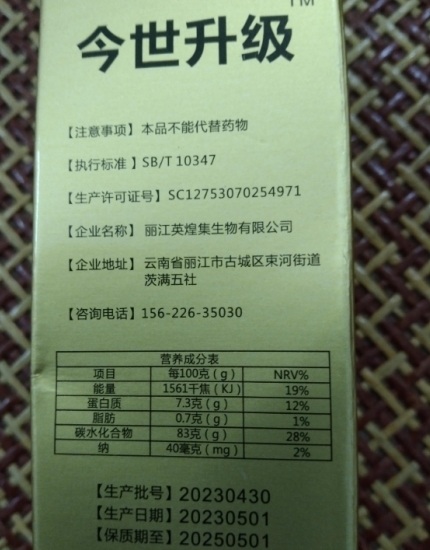 TM
今世升级
【注意事项】本品不能代替药物
【执行标准】SB/T 10347
【生产许可证号】SC12753070254971
【企业名称】 丽江英煌集生物有限公司
【企业地址】 云南省丽江市古城区束河街道
茨满五社
【咨询电话】156-226-35030
营养成分表
项目 每100克(g) NRV%
能量 1561千焦(KJ) 19%
蛋白质 7.3克(g) 12%
脂肪 0.7克(g) 1%
碳水化合物 83克(g) 28%
纳 40毫克(mg) 2%
【生产批号】20230430
【生产日期】20230501
【保质期至】20250501